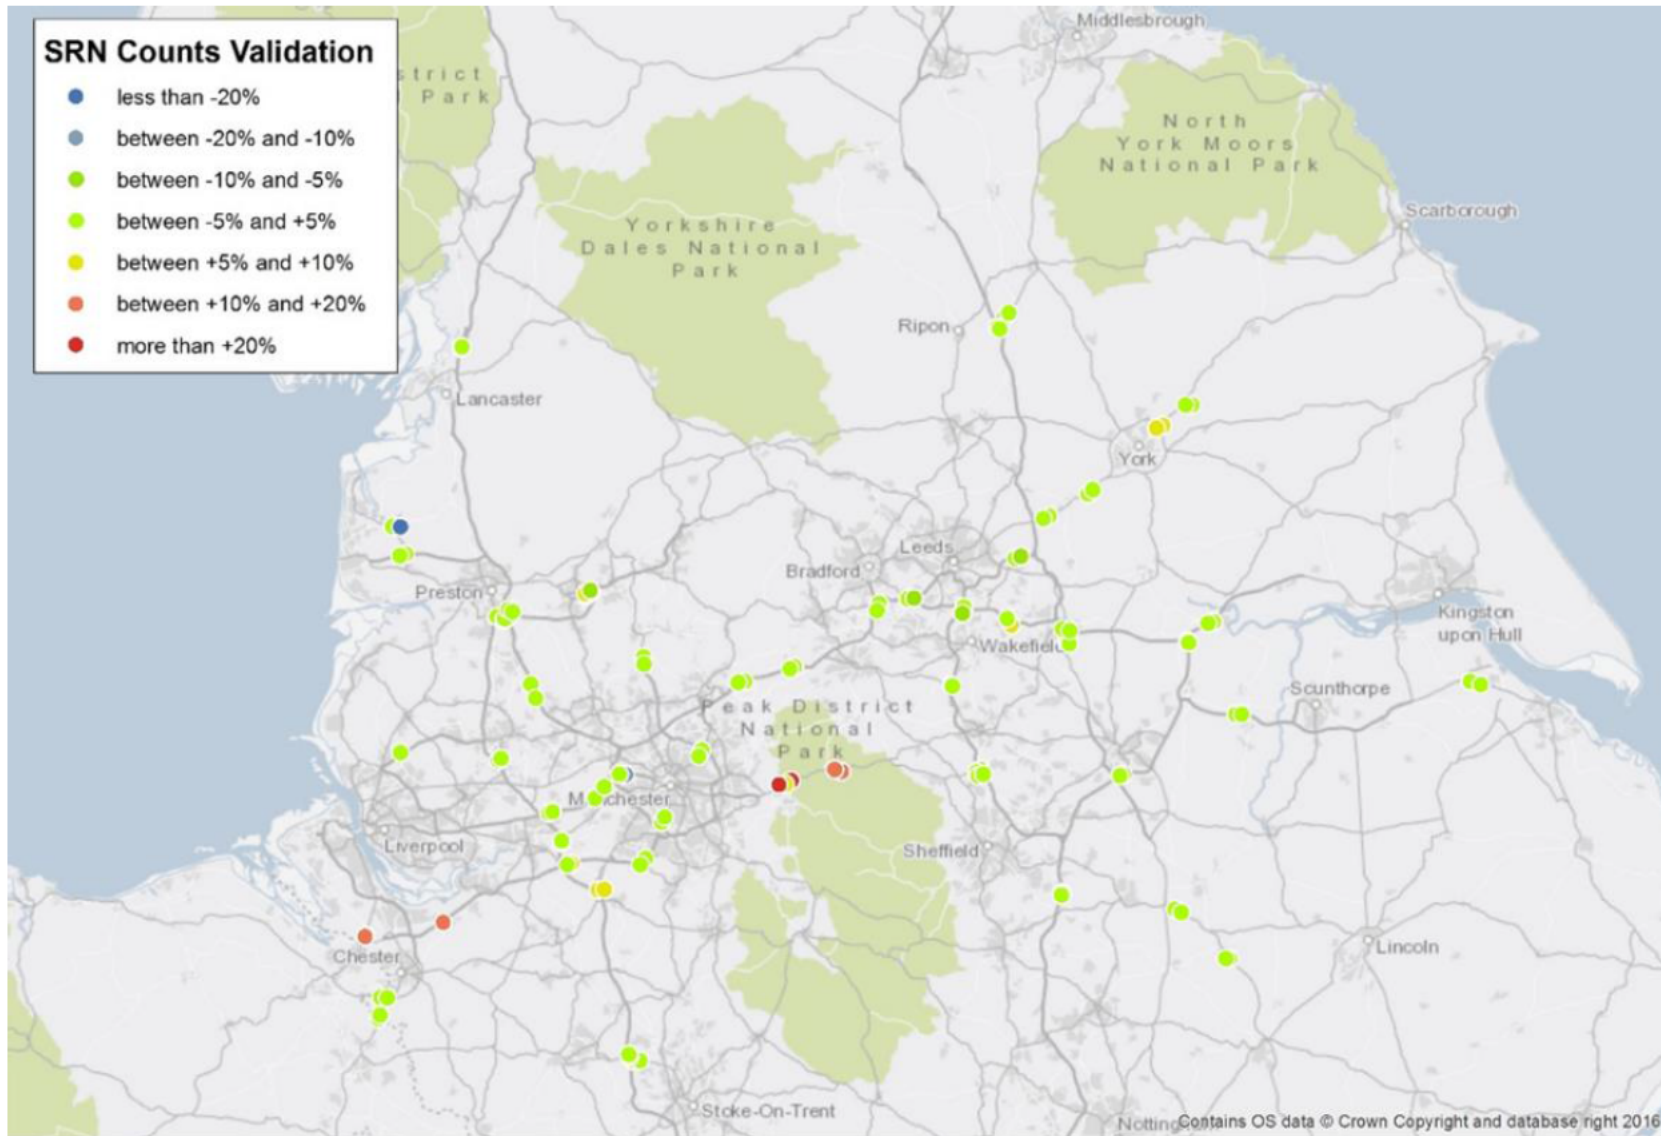 SRN Counts Validation
less than -20%
between -20% and -10%
between -10% and -5%
between -5% and +5%
between +5% and +10%
between +10% and +20%
more than +20%
strict
Park
Middlesbrough
North
York Moors
National Park
Scarborough
Yorkshire
Dales National
Park
Ripon
Lancaster
York
Leeds
Bradford
Preston
Kingston
upon Hull
Wakefield
Scunthorpe
Peak District
National
Park
Manchester
Liverpool
Sheffield
Lincoln
Chester
Stoke-On-Trent
Contains OS data © Crown Copyright and database right 2016